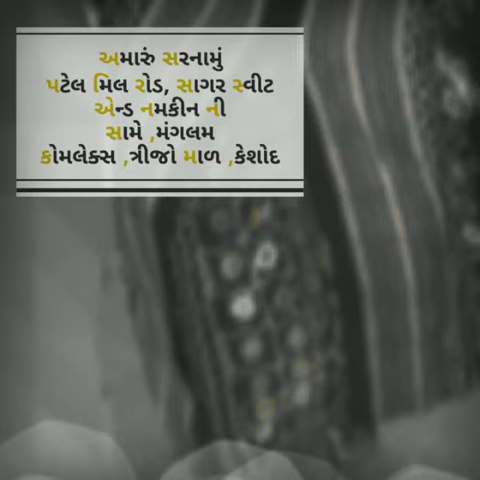 અમારું સરનામું
પટેલ મિલ રોડ, સાગર સ્વીટ
એન્ડ નમકીન ની
સામે ,મંગલમ
કોમલેક્સ ,ત્રીજો માળ ,કેશોદ